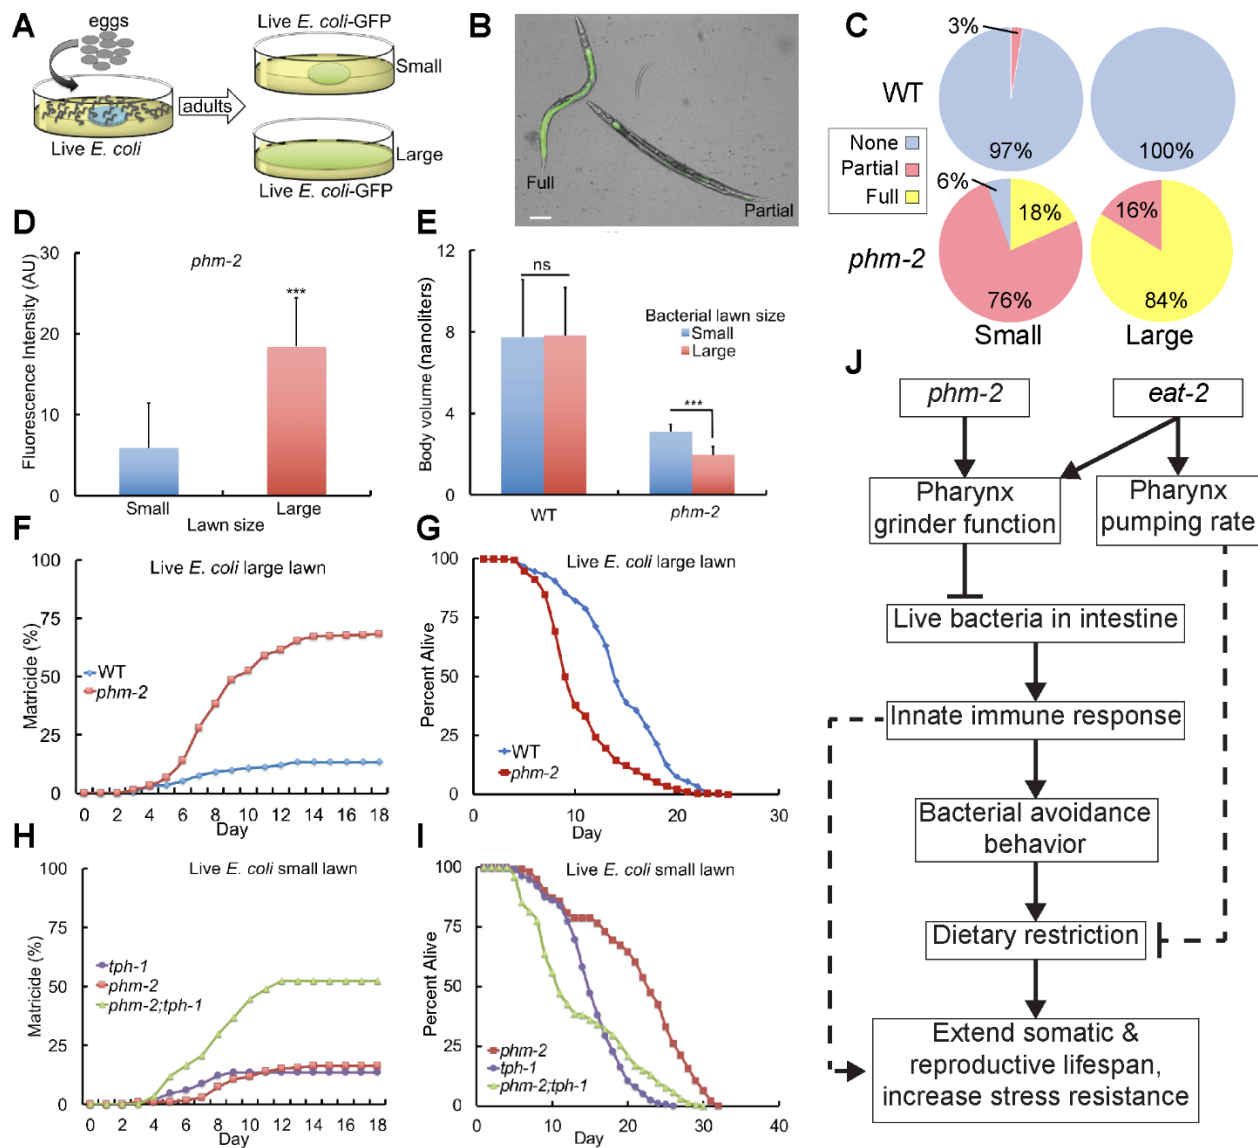 A
eggs
Live E. coli
adults
Live E. coli-GFP
Small
Large
Live E. coli-GFP
B
Full
Partial
C
WT
3%
97%
100%
None
Partial
Full
6%
18%
76%
16%
84%
phm-2
Small
Large
D
phm-2
Fluorescence Intensity (AU)
30
20
10
0
***
Small
Large
Lawn size
E
Body volume (nanoliters)
12
8
4
0
ns
Bacterial lawn size
Small
Large
***
WT
phm-2
F
Live E. coli large lawn
Matricide (%)
100
75
50
25
0
WT
phm-2
0 2 4 6 8 10 12 14 16 18
Day
G
Live E. coli large lawn
Percent Alive
100
75
50
25
0
WT
phm-2
0 10 20 30
Day
H
Live E. coli small lawn
Matricide (%)
100
75
50
25
0
tph-1
phm-2
phm-2;tph-1
0 2 4 6 8 10 12 14 16 18
Day
I
Live E. coli small lawn
Percent Alive
100
75
50
25
0
phm-2
tph-1
phm-2;tph-1
0 10 20 30 40
Day
J
phm-2
eat-2
Pharynx
grinder function
Pharynx
pumping rate
Live bacteria in intestine
Innate immune response
Bacterial avoidance
behavior
Dietary restriction
Extend somatic &
reproductive lifespan,
increase stress resistance